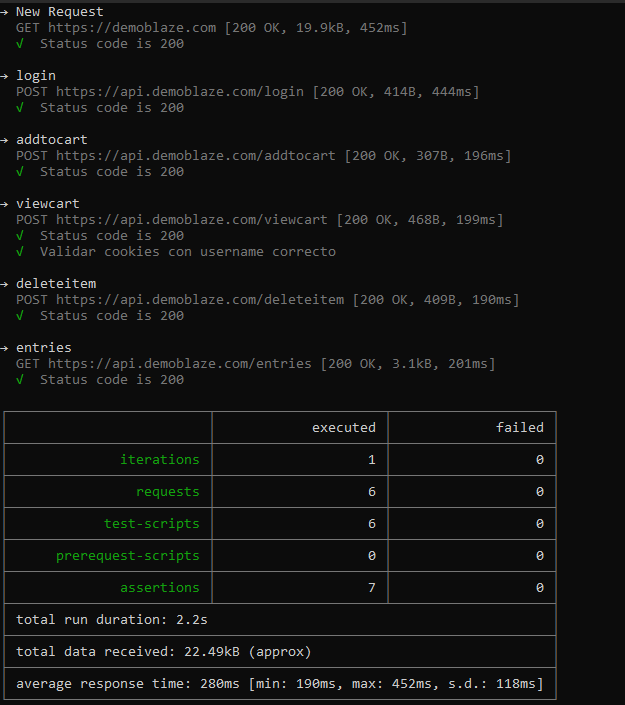 → New Request
GET https://demoblaze.com [200 OK, 19.9kB, 452ms]
√ Status code is 200
→ login
POST https://api.demoblaze.com/login [200 OK, 414B, 444ms]
√ Status code is 200
→ addtocart
POST https://api.demoblaze.com/addtocart [200 OK, 307B, 196ms]
√ Status code is 200
→ viewcart
POST https://api.demoblaze.com/viewcart [200 OK, 468B, 199ms]
√ Status code is 200
√ Validar cookies con username correcto
→ deleteitem
POST https://api.demoblaze.com/deleteitem [200 OK, 409B, 190ms]
√ Status code is 200
→ entries
GET https://api.demoblaze.com/entries [200 OK, 3.1kB, 201ms]
√ Status code is 200
executed failed
iterations 1 0
requests 6 0
test-scripts 6 0
prerequest-scripts 0 0
assertions 7 0
total run duration: 2.2s
total data received: 22.49kB (approx)
average response time: 280ms [min: 190ms, max: 452ms, s.d.: 118ms]